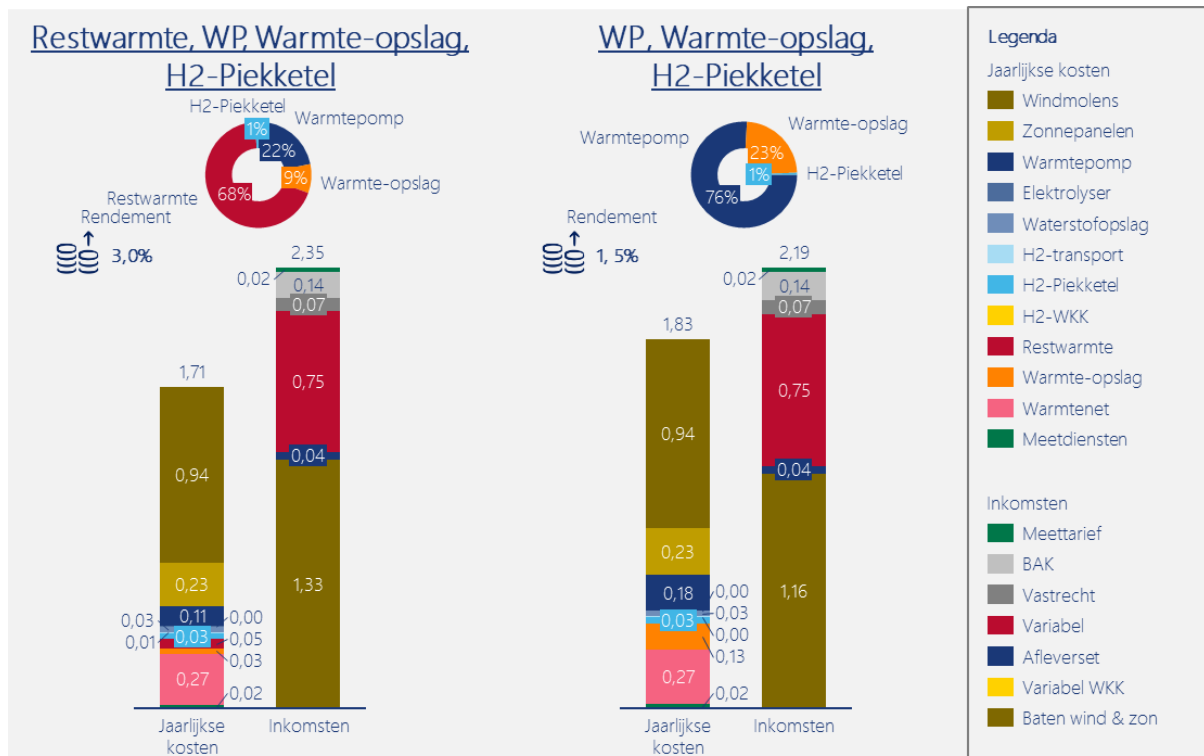 Restwarmte, WP, Warmte-opslag,
H2-Piekketel
H2-Piekketel
Warmtepomp
1%
22%
9%
Warmte-opslag
68%
Restwarmte
Rendement
3,0%
1,71
0,94
0,23
0,11
0,03
0,00
0,01
0,03
0,05
0,03
0,27
0,02
Jaarlijkse
kosten
2,35
0,02
0,14
0,07
0,75
0,04
1,33
Inkomsten
WP, Warmte-opslag,
H2-Piekketel
Warmtepomp
Warmte-opslag
23%
1%
H2-Piekketel
76%
Rendement
1, 5%
1,83
0,94
0,23
0,18
0,00
0,03
0,03
0,00
0,13
0,27
0,02
Jaarlijkse
kosten
2,19
0,02
0,14
0,07
0,75
0,04
1,16
Inkomsten
Legenda
Jaarlijkse kosten
Windmolens
Zonnepanelen
Warmtepomp
Elektrolyser
Waterstofopslag
H2-transport
H2-Piekketel
H2-WKK
Restwarmte
Warmte-opslag
Warmtenet
Meetdiensten
Inkomsten
Meettarief
BAK
Vastrecht
Variabel
Afleverset
Variabel WKK
Baten wind & zon